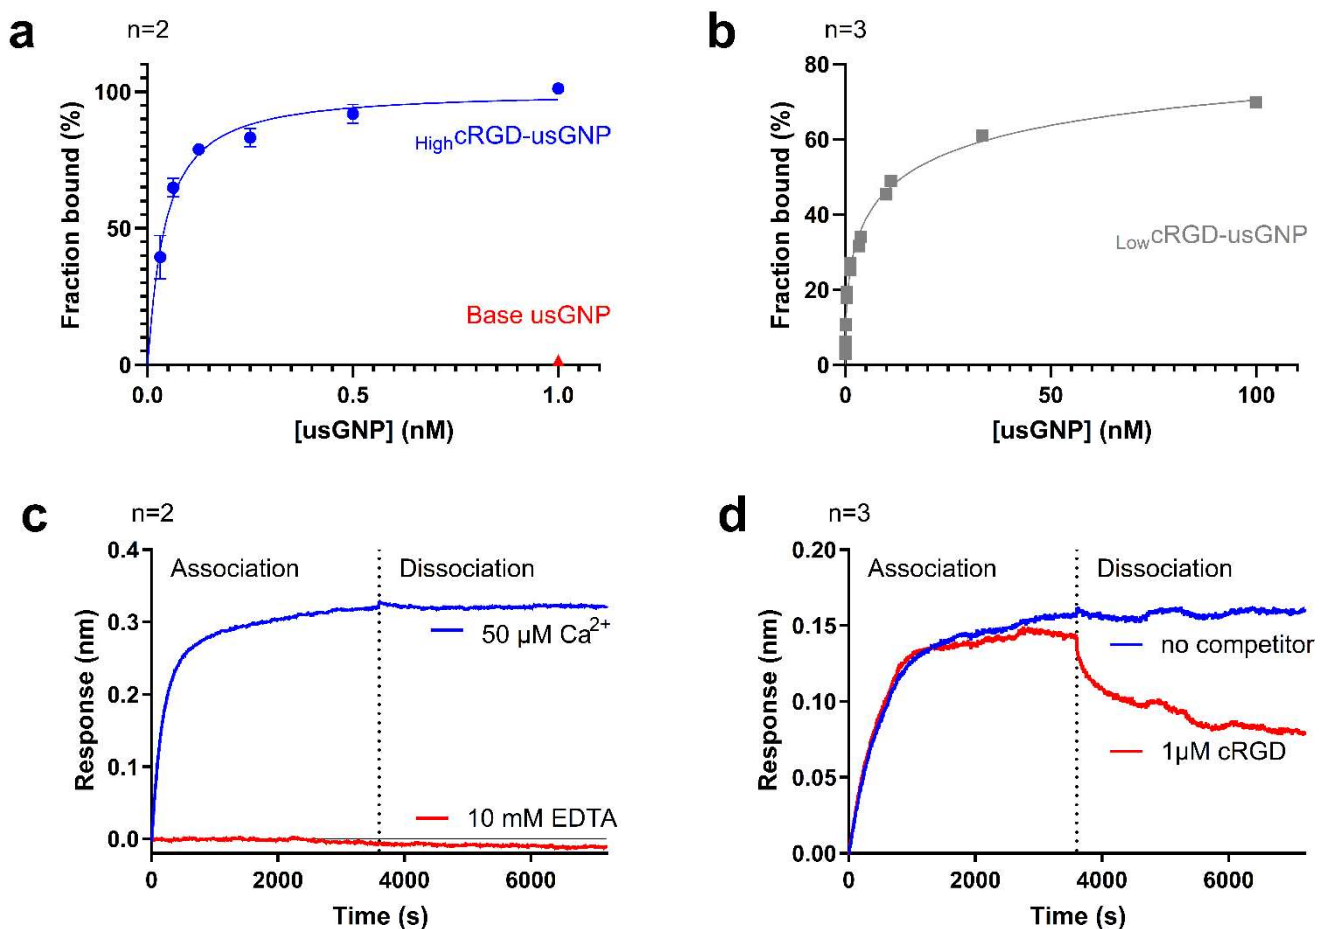 a
n=2
Fraction bound (%)
100
50
0
HighcRGD-usGNP
Base usGNP
0.0
0.5
1.0
[usGNP] (nM)
b
n=3
Fraction bound (%)
80
60
40
20
0
LowcRGD-usGNP
0
50
100
[usGNP] (nM)
c
n=2
Response (nm)
0.4
0.3
0.2
0.1
0.0
Association
Dissociation
50 µM Ca2+
10 mM EDTA
0
2000
4000
6000
Time (s)
d
n=3
Response (nm)
0.20
0.15
0.10
0.05
0.00
Association
Dissociation
no competitor
1µM cRGD
0
2000
4000
6000
Time (s)